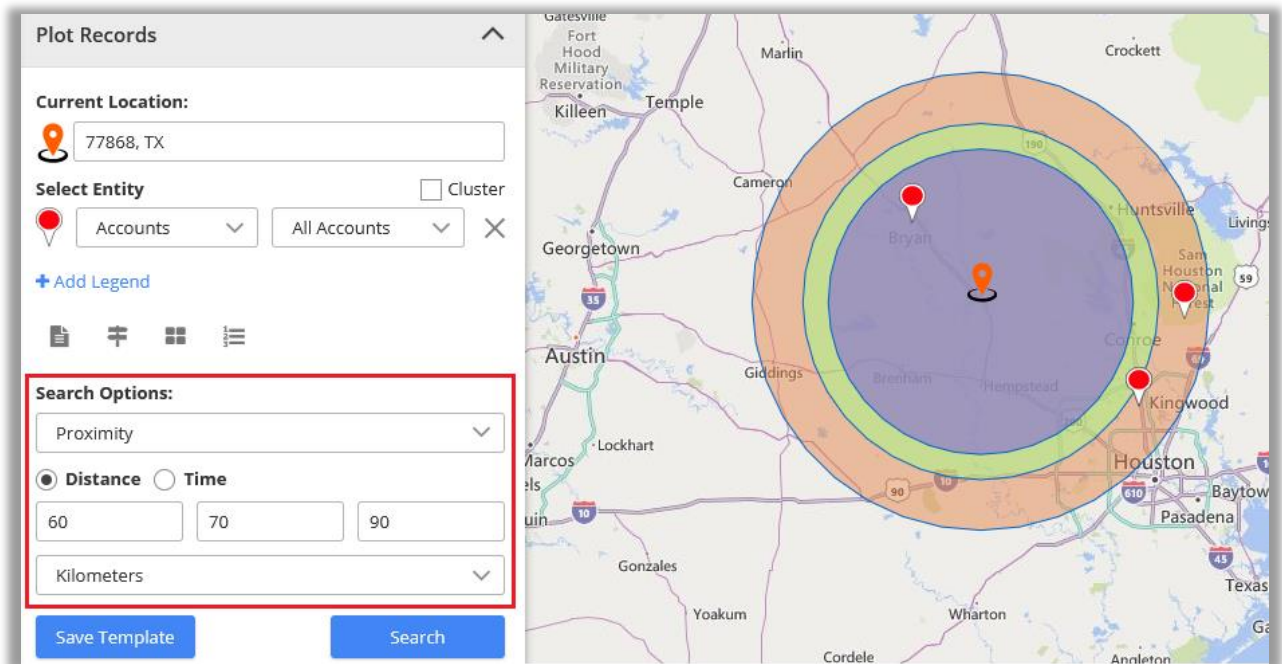 Plot Records
Current Location:
77868, TX
Select Entity
Cluster
Accounts
All Accounts
+ Add Legend
Search Options:
Proximity
Distance
Time
60
70
90
Kilometers
Save Template
Search
Gatesville
Fort
Hood
Military
Reservation
Killeen
Temple
Marlin
Crockett
190
Cameron
Huntsville
Bryan
Georgetown
Sam
Houston
National
Forest
59
35
Conroe
Austin
Giddings
Brenham
Hempstead
Kingwood
Lockhart
Marcos
Houston
90
10
610
Baytow
Pasadena
10
Gonzales
45
Texas
Yoakum
Wharton
Cordele
Angleton